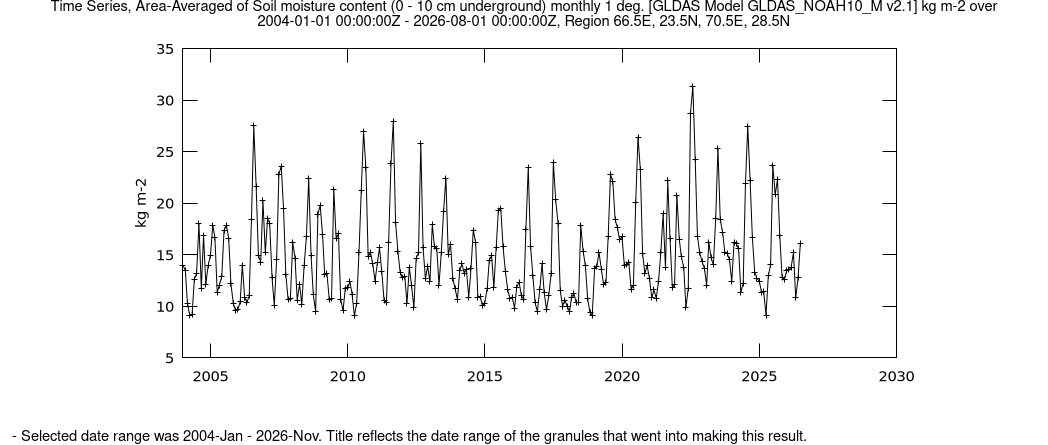 Time Series, Area-Averaged of Soil moisture content (0 - 10 cm underground) monthly 1 deg. [GLDAS Model GLDAS_NOAH10_M v2.1] kg m-2 over
2004-01-01 00:00:00Z - 2026-08-01 00:00:00Z, Region 66.5E, 23.5N, 70.5E, 28.5N
35
30
25
20
15
10
5
kg m-2
2005 2010 2015 2020 2025 2030
- Selected date range was 2004-Jan - 2026-Nov. Title reflects the date range of the granules that went into making this result.